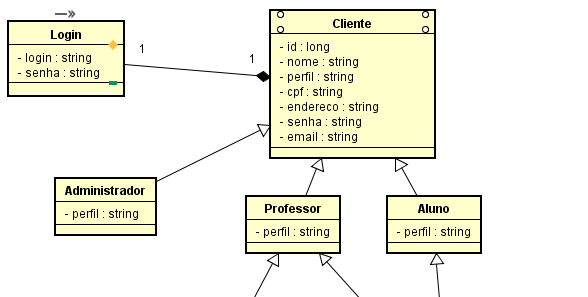 Login
- login : string
- senha : string
1
1
Cliente
- id : long
- nome : string
- perfil : string
- cpf : string
- endereco : string
- senha : string
- email : string
Administrador
- perfil : string
Professor
- perfil : string
Aluno
- perfil : string